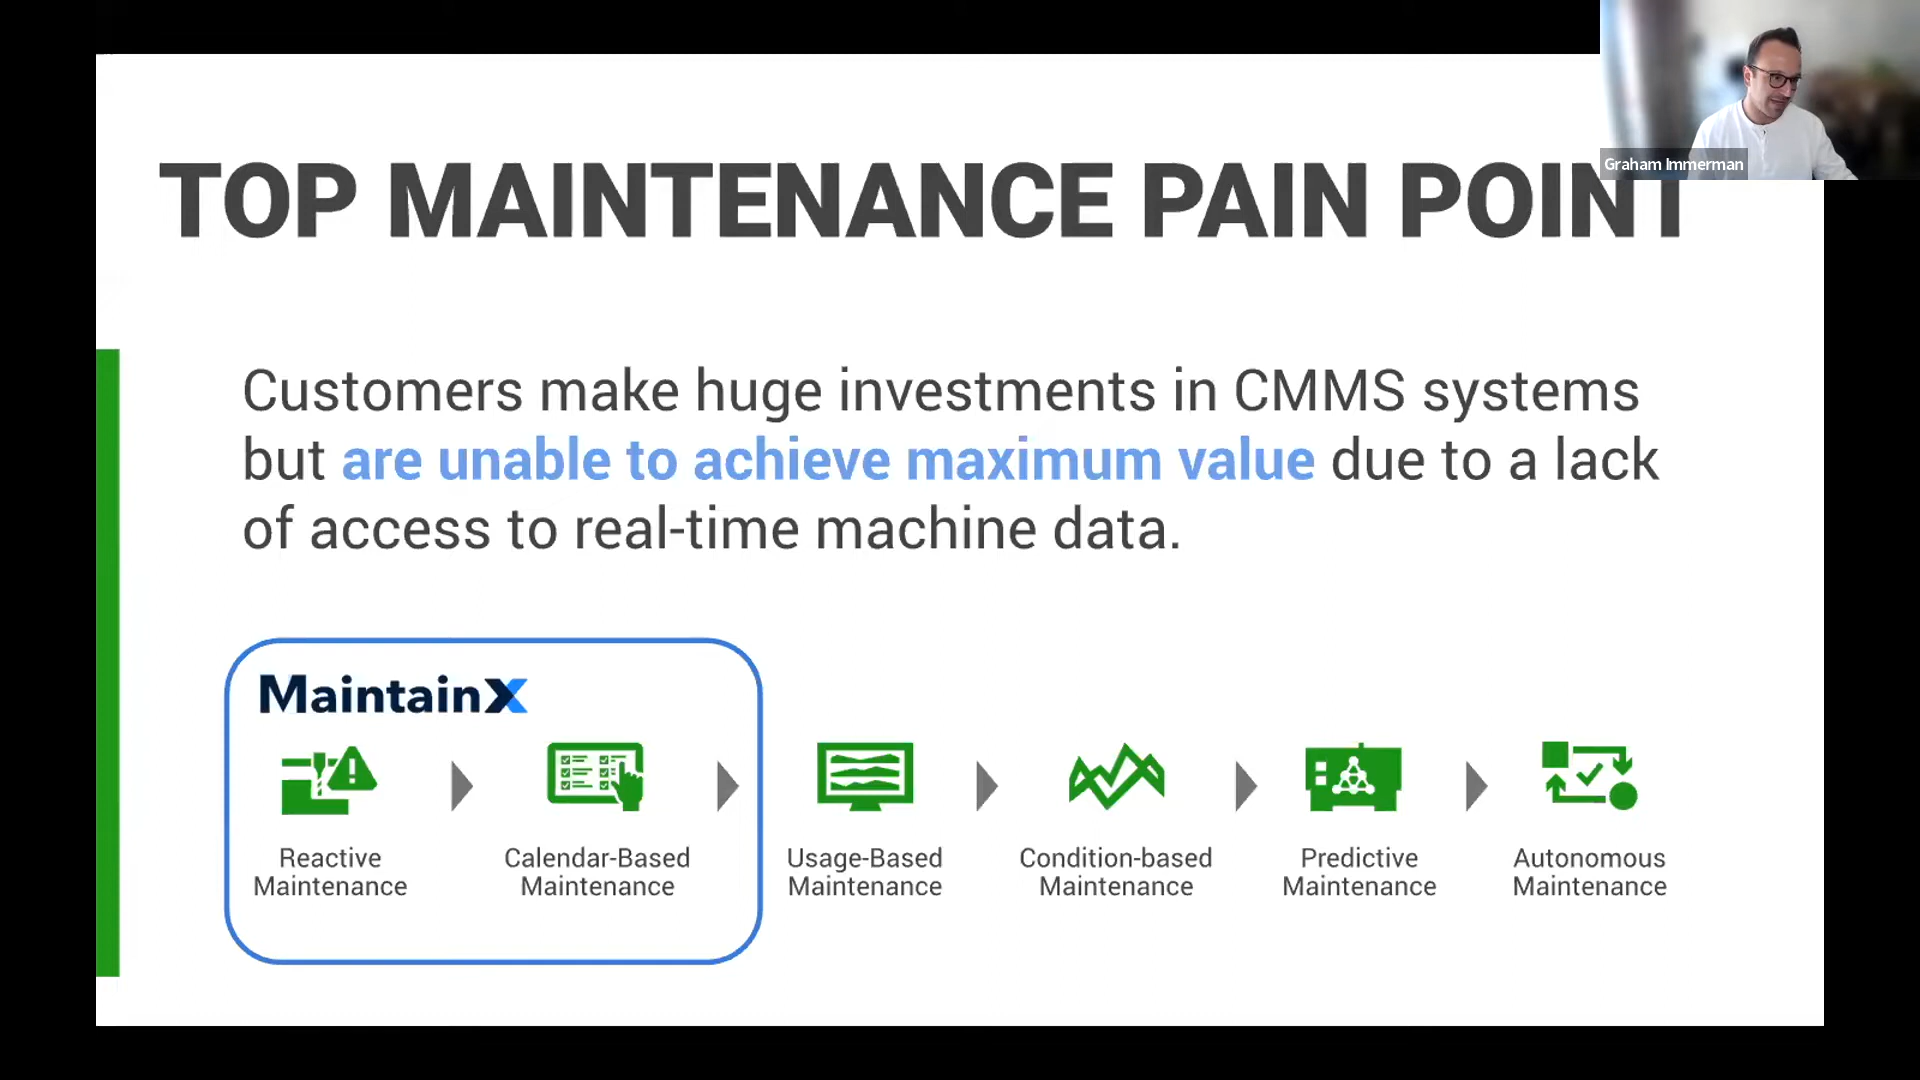 TOP MAINTENANCE PAIN POINT
Graham Immerman
Customers make huge investments in CMMS systems
but are unable to achieve maximum value due to a lack
of access to real-time machine data.
MaintainX
Reactive
Maintenance
Calendar-Based
Maintenance
Usage-Based
Maintenance
Condition-based
Maintenance
Predictive
Maintenance
Autonomous
Maintenance